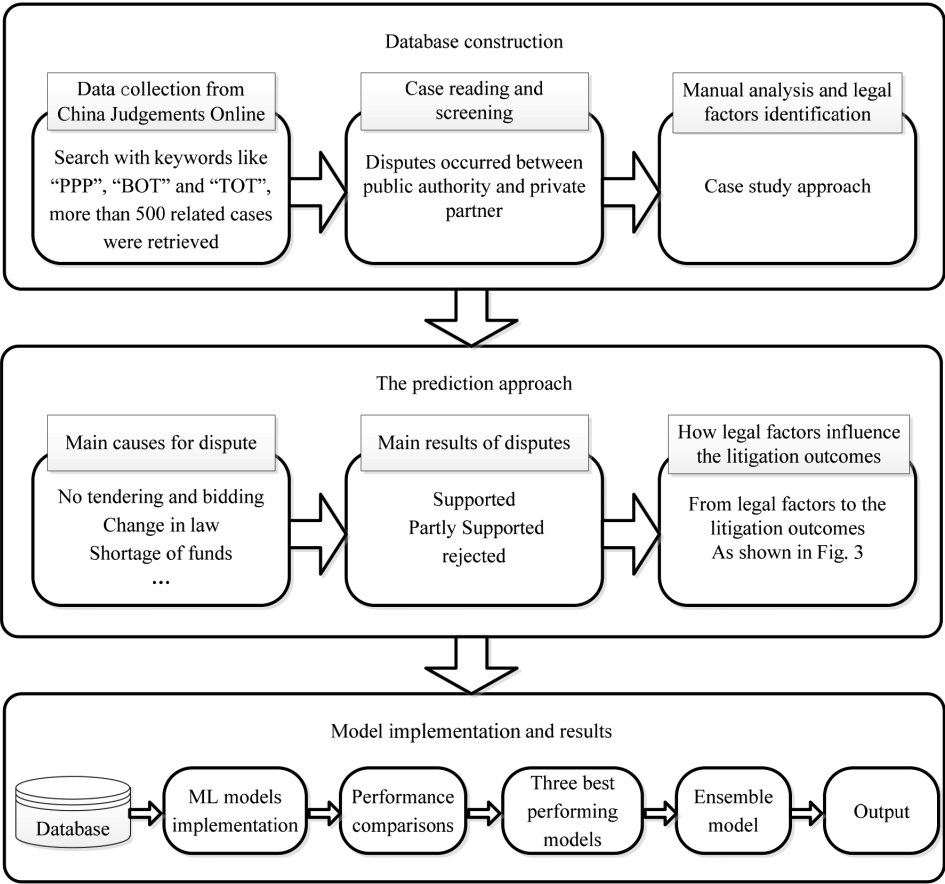 Database construction
Data collection from
China Judgements Online
Search with keywords like
“PPP”, “BOT” and “TOT”,
more than 500 related cases
were retrieved
Case reading and
screening
Disputes occurred between
public authority and private
partner
Manual analysis and legal
factors identification
Case study approach
The prediction approach
Main causes for dispute
No tendering and bidding
Change in law
Shortage of funds
...
Main results of disputes
Supported
Partly Supported
rejected
How legal factors influence
the litigation outcomes
From legal factors to the
litigation outcomes
As shown in Fig. 3
Model implementation and results
Database
ML models
implementation
Performance
comparisons
Three best
performing
models
Ensemble
model
Output